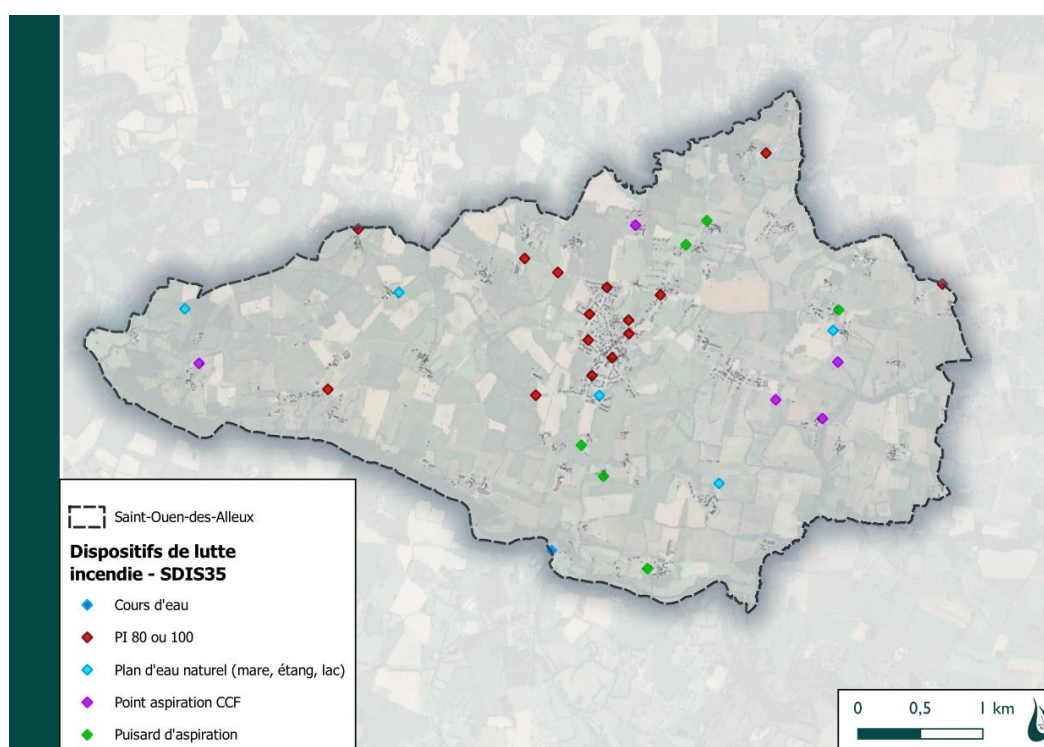 Saint-Ouen-des-Alleux
Dispositifs de lutte
incendie - SDIS35
Cours d'eau
PI 80 ou 100
Plan d'eau naturel (mare, étang, lac)
Point aspiration CCF
Puisard d'aspiration
0 0,5 1 km